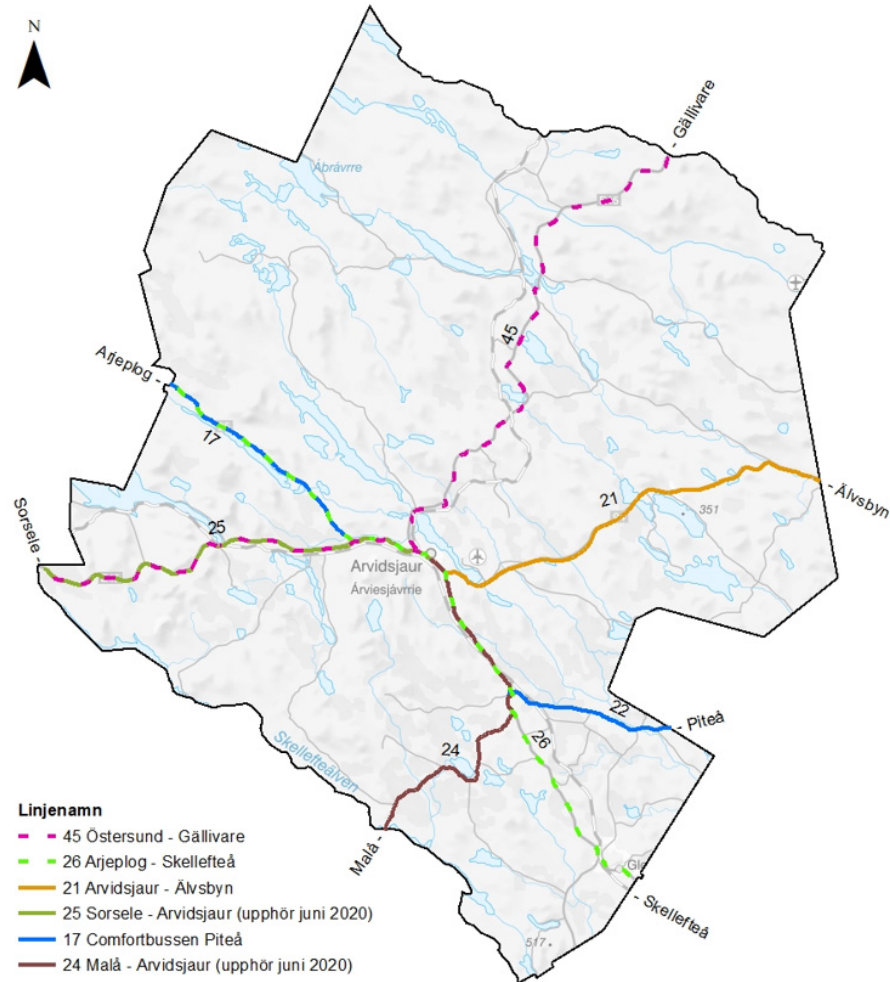 N
- Gällivare
Ábrávrre
45
Arjeplog -
17
21
- Älvsbyn
351
Sorsele -
25
Arvidsjaur
Árviesjávrrie
22
- Piteå
26
24
Skellefteälven
Malå -
Gle
- Skellefteå
517
Linjenamn
45 Östersund - Gällivare
26 Arjeplog - Skellefteå
21 Arvidsjaur - Älvsbyn
25 Sorsele - Arvidsjaur (upphör juni 2020)
17 Comfortbussen Piteå
24 Malå - Arvidsjaur (upphör juni 2020)